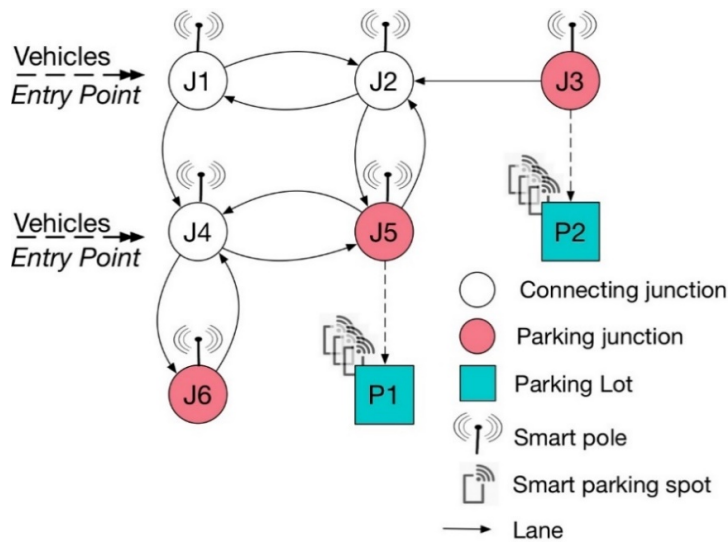 Vehicles
Entry Point
J1
J2
J3
Vehicles
Entry Point
J4
J5
P2
J6
P1
Connecting junction
Parking junction
Parking Lot
Smart pole
Smart parking spot
Lane